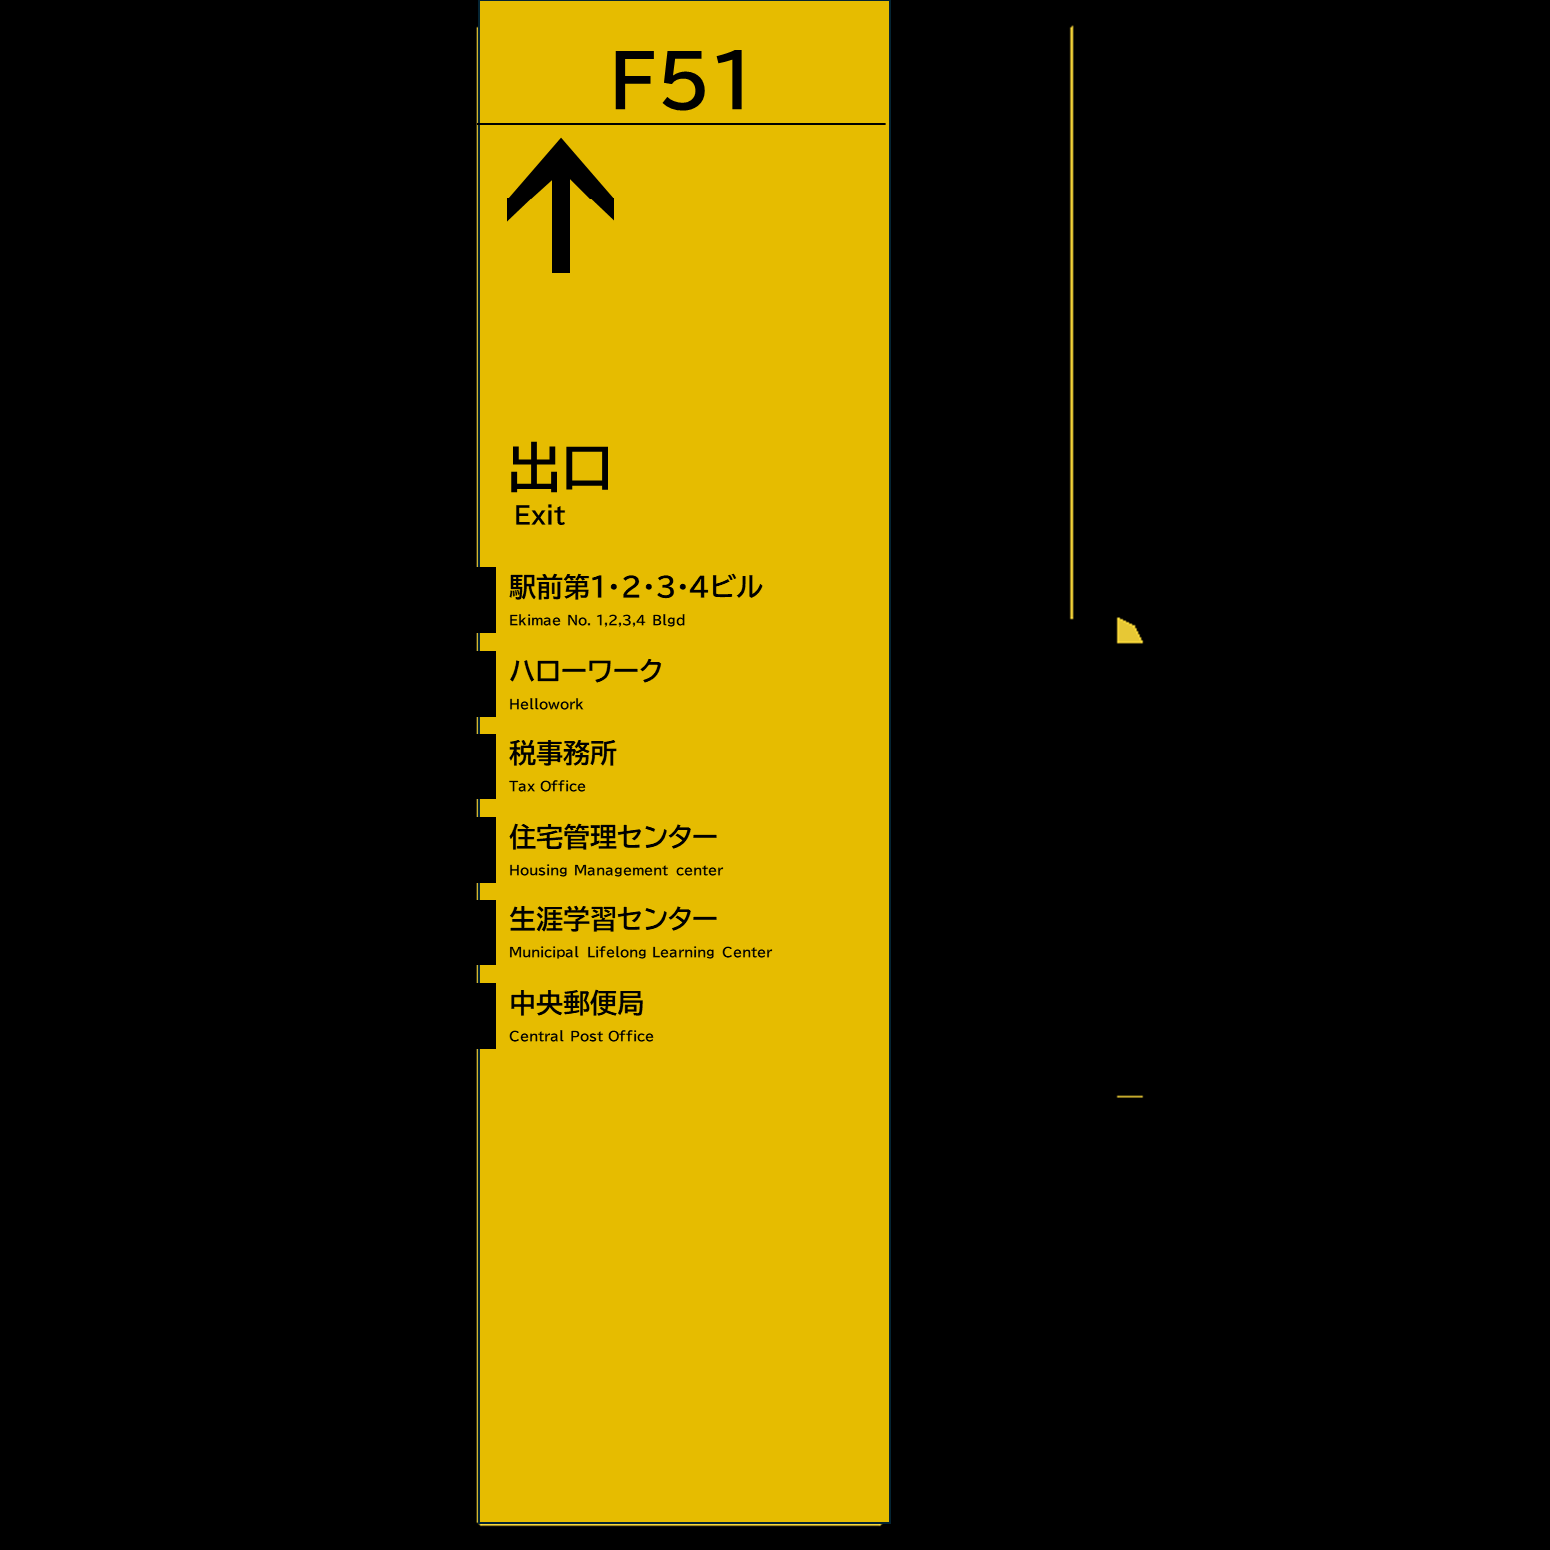 F51
出口
Exit
駅前第1・2・3・4ビル
Ekimae No. 1,2,3,4 Blgd
ハローワーク
Hellowork
税事務所
Tax Office
住宅管理センター
Housing Management center
生涯学習センター
Municipal Lifelong Learning Center
中央郵便局
Central Post Office